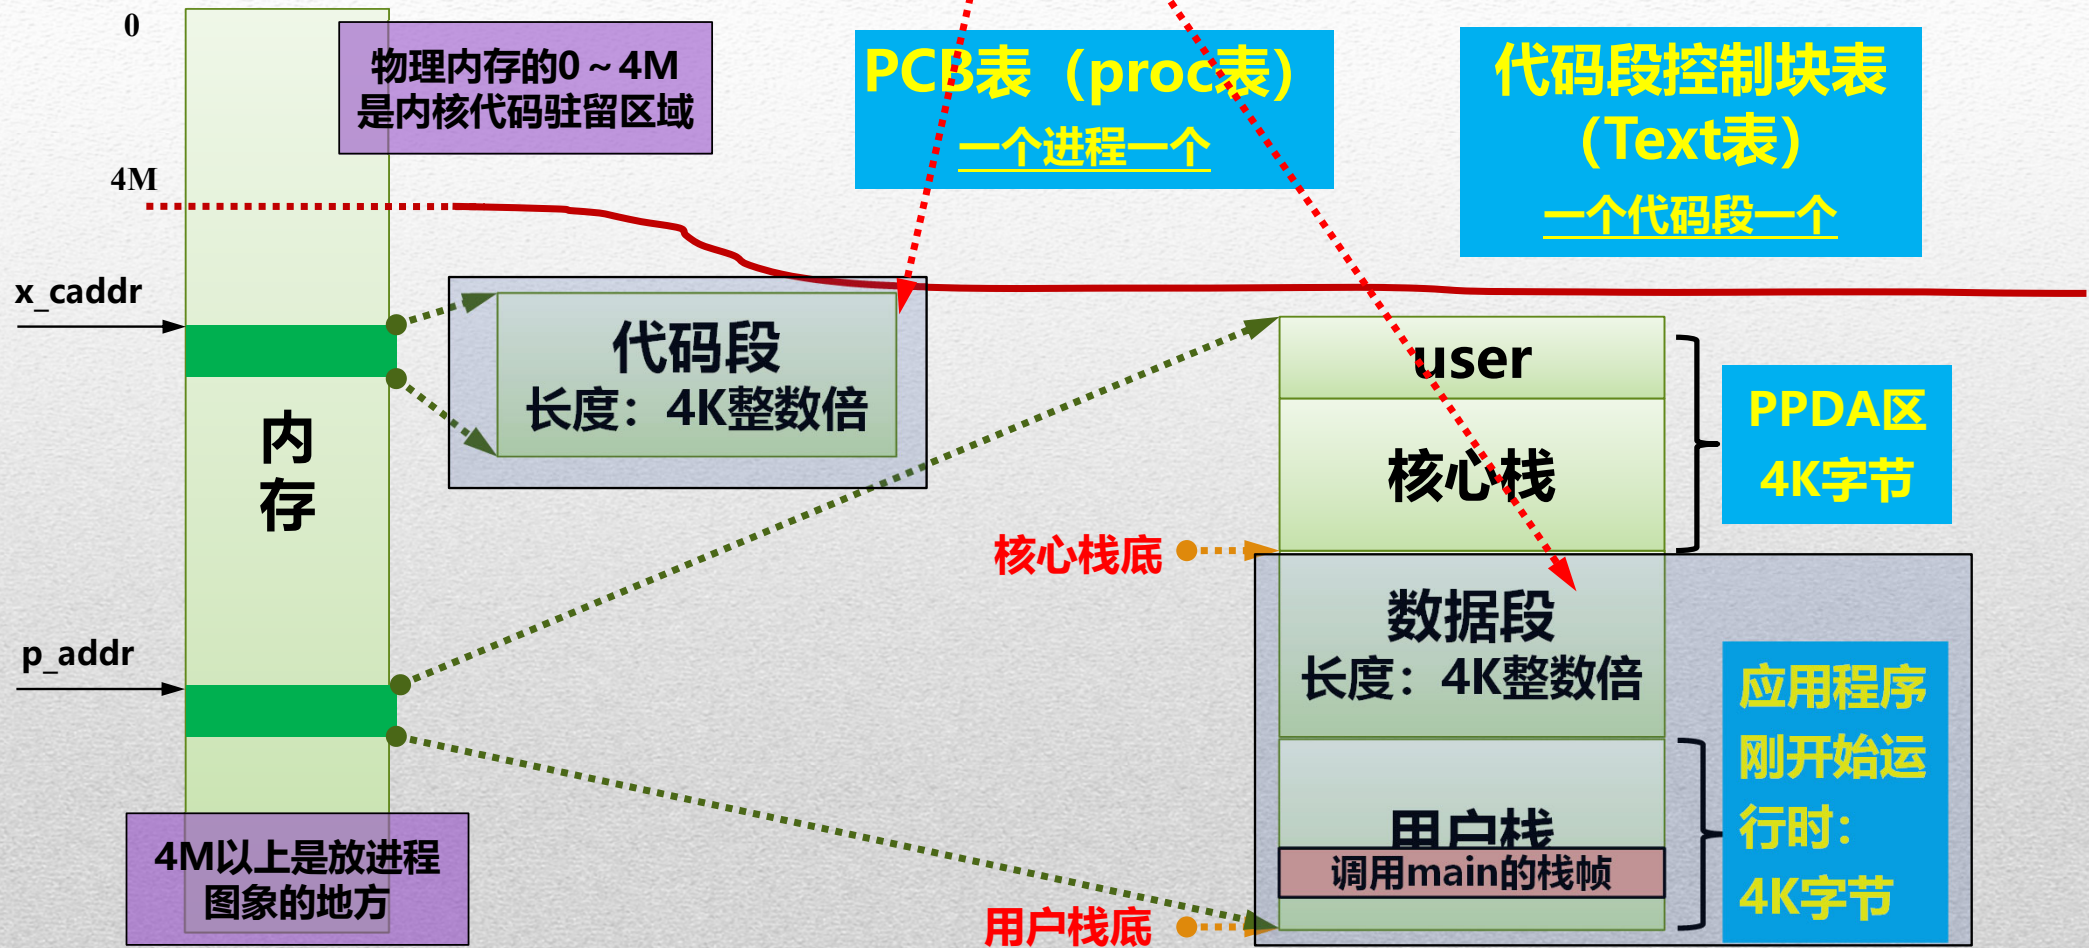 0
物理内存的0~4M
是内核代码驻留区域
PCB表（proc表）
一个进程一个
代码段控制块表
（Text表）
一个代码段一个
4M
x_caddr
代码段
长度：4K整数倍
user
内
存
PPDA区
4K字节
核心栈
核心栈底
数据段
长度：4K整数倍
p_addr
应用程序
刚开始运
行时：
4K字节
用户栈
调用main的栈帧
4M以上是放进程
图象的地方
用户栈底